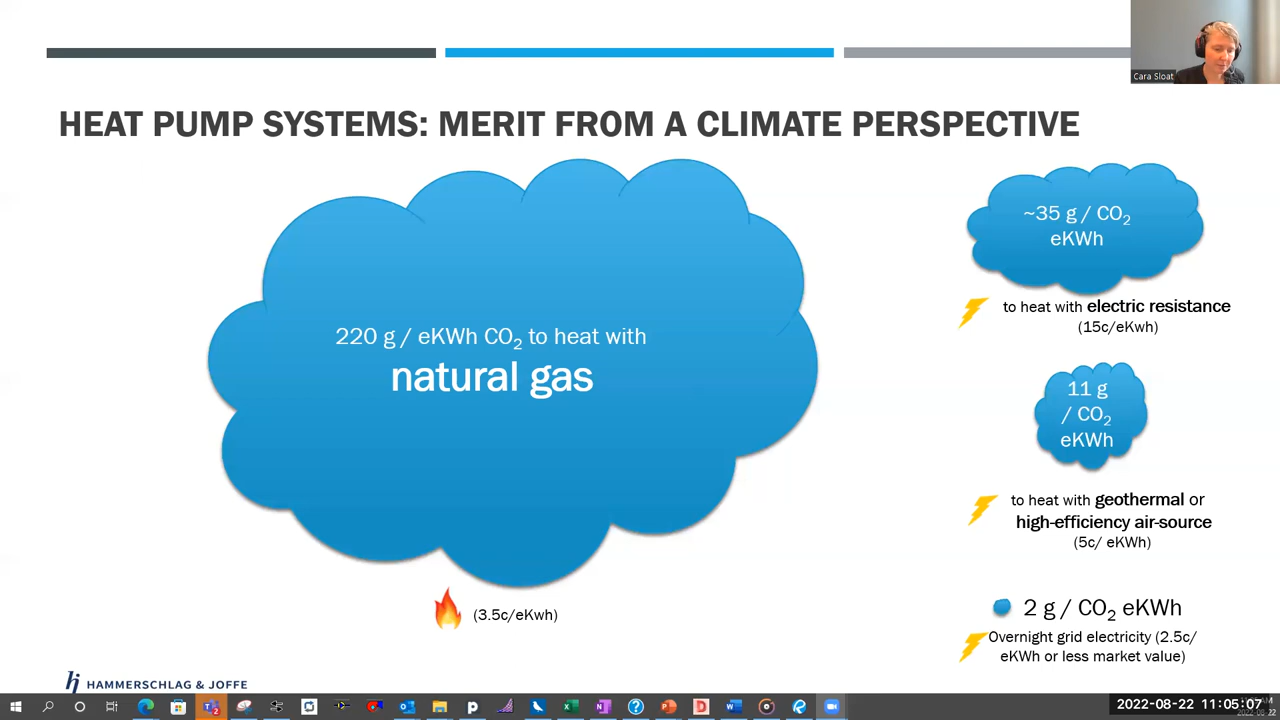 Cara Sloat
HEAT PUMP SYSTEMS: MERIT FROM A CLIMATE PERSPECTIVE
220 g / eKWh CO2 to heat with
natural gas
(3.5c/eKwh)
~35 g / CO2
eKWh
to heat with electric resistance
(15c/eKwh)
11 g
/ CO2
eKWh
to heat with geothermal or
high-efficiency air-source
(5c/ eKWh)
2 g / CO2 eKWh
Overnight grid electricity (2.5c/
eKWh or less market value)
hj HAMMERSCHLAG & JOFFE
2022-08-22 11:05:07